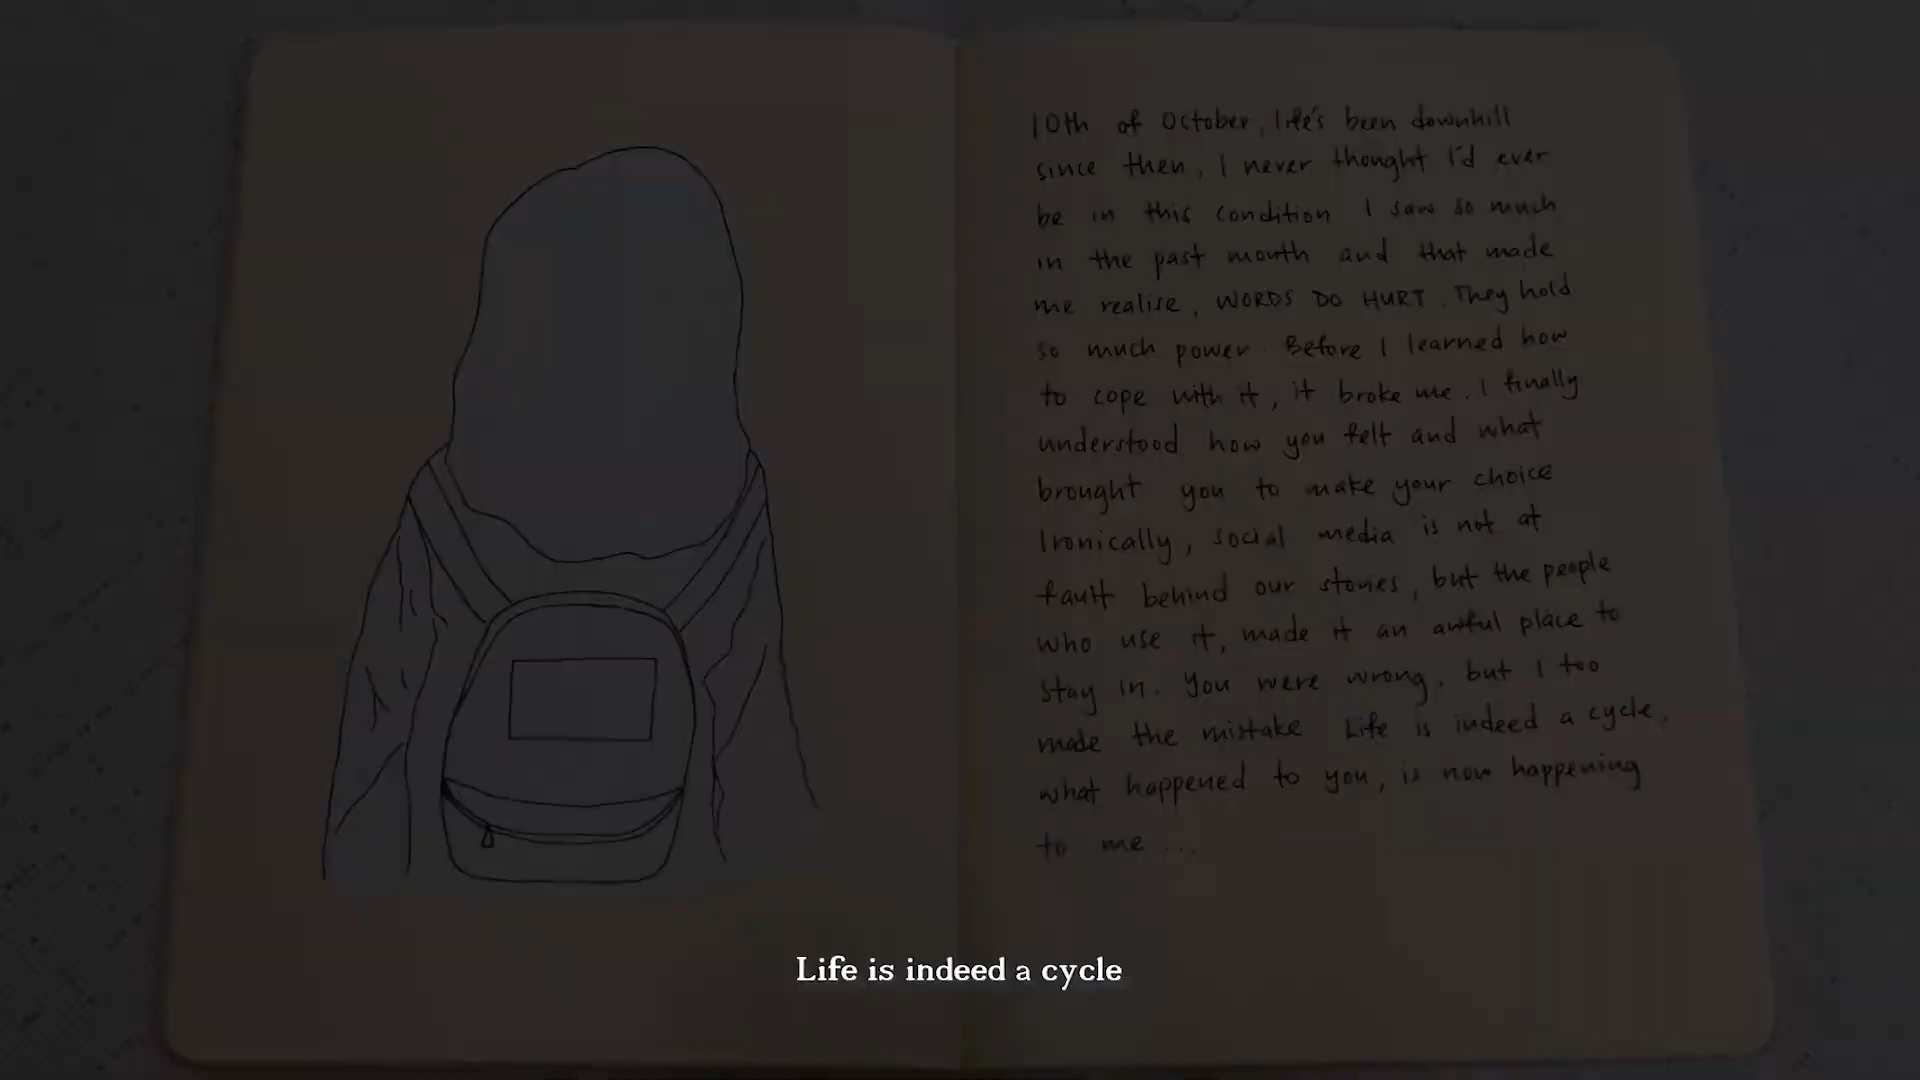 10th of October, life's been downhill
since then, I never thought I'd ever
be in this condition I saw so much
in the past mouth and that made
me realise, WORDS DO HURT. They hold
so much power. Before I learned how
to cope with it, it broke me. I finally
understood how you felt and what
brought you to make your choice
Ironically, social media is not at
fault behind our stories, but the people
who use it, made it an awful place to
stay in. You were wrong, but I too
made the mistake Life is indeed a cycle,
what happened to you, is now happening
to me ...
Life is indeed a cycle